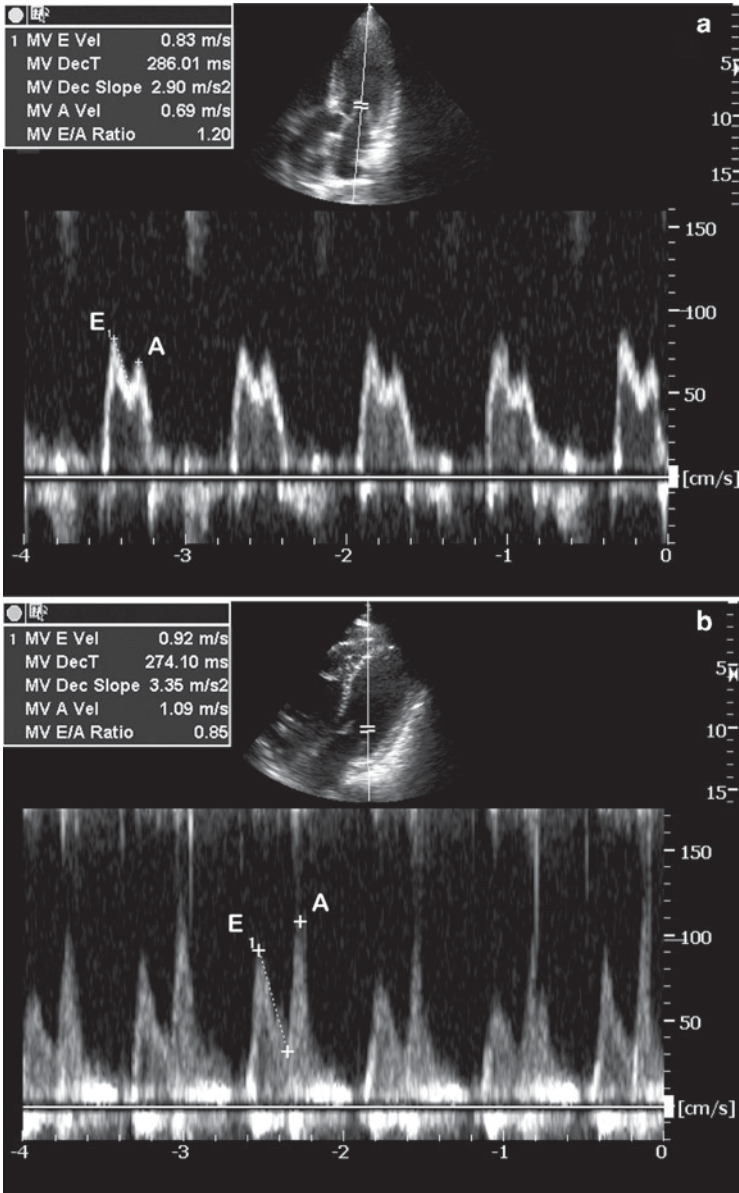 a
1 MV E Vel 0.83 m/s
MV DecT 286.01 ms
MV Dec Slope 2.90 m/s2
MV A Vel 0.69 m/s
MV E/A Ratio 1.20
5
10
15
150
100
E 1 A
50
[cm/s]
-4 -3 -2 -1 0
b
1 MV E Vel 0.92 m/s
MV DecT 274.10 ms
MV Dec Slope 3.35 m/s2
MV A Vel 1.09 m/s
MV E/A Ratio 0.85
5
10
15
150
E 1 A
100
50
[cm/s]
-4 -3 -2 -1 0